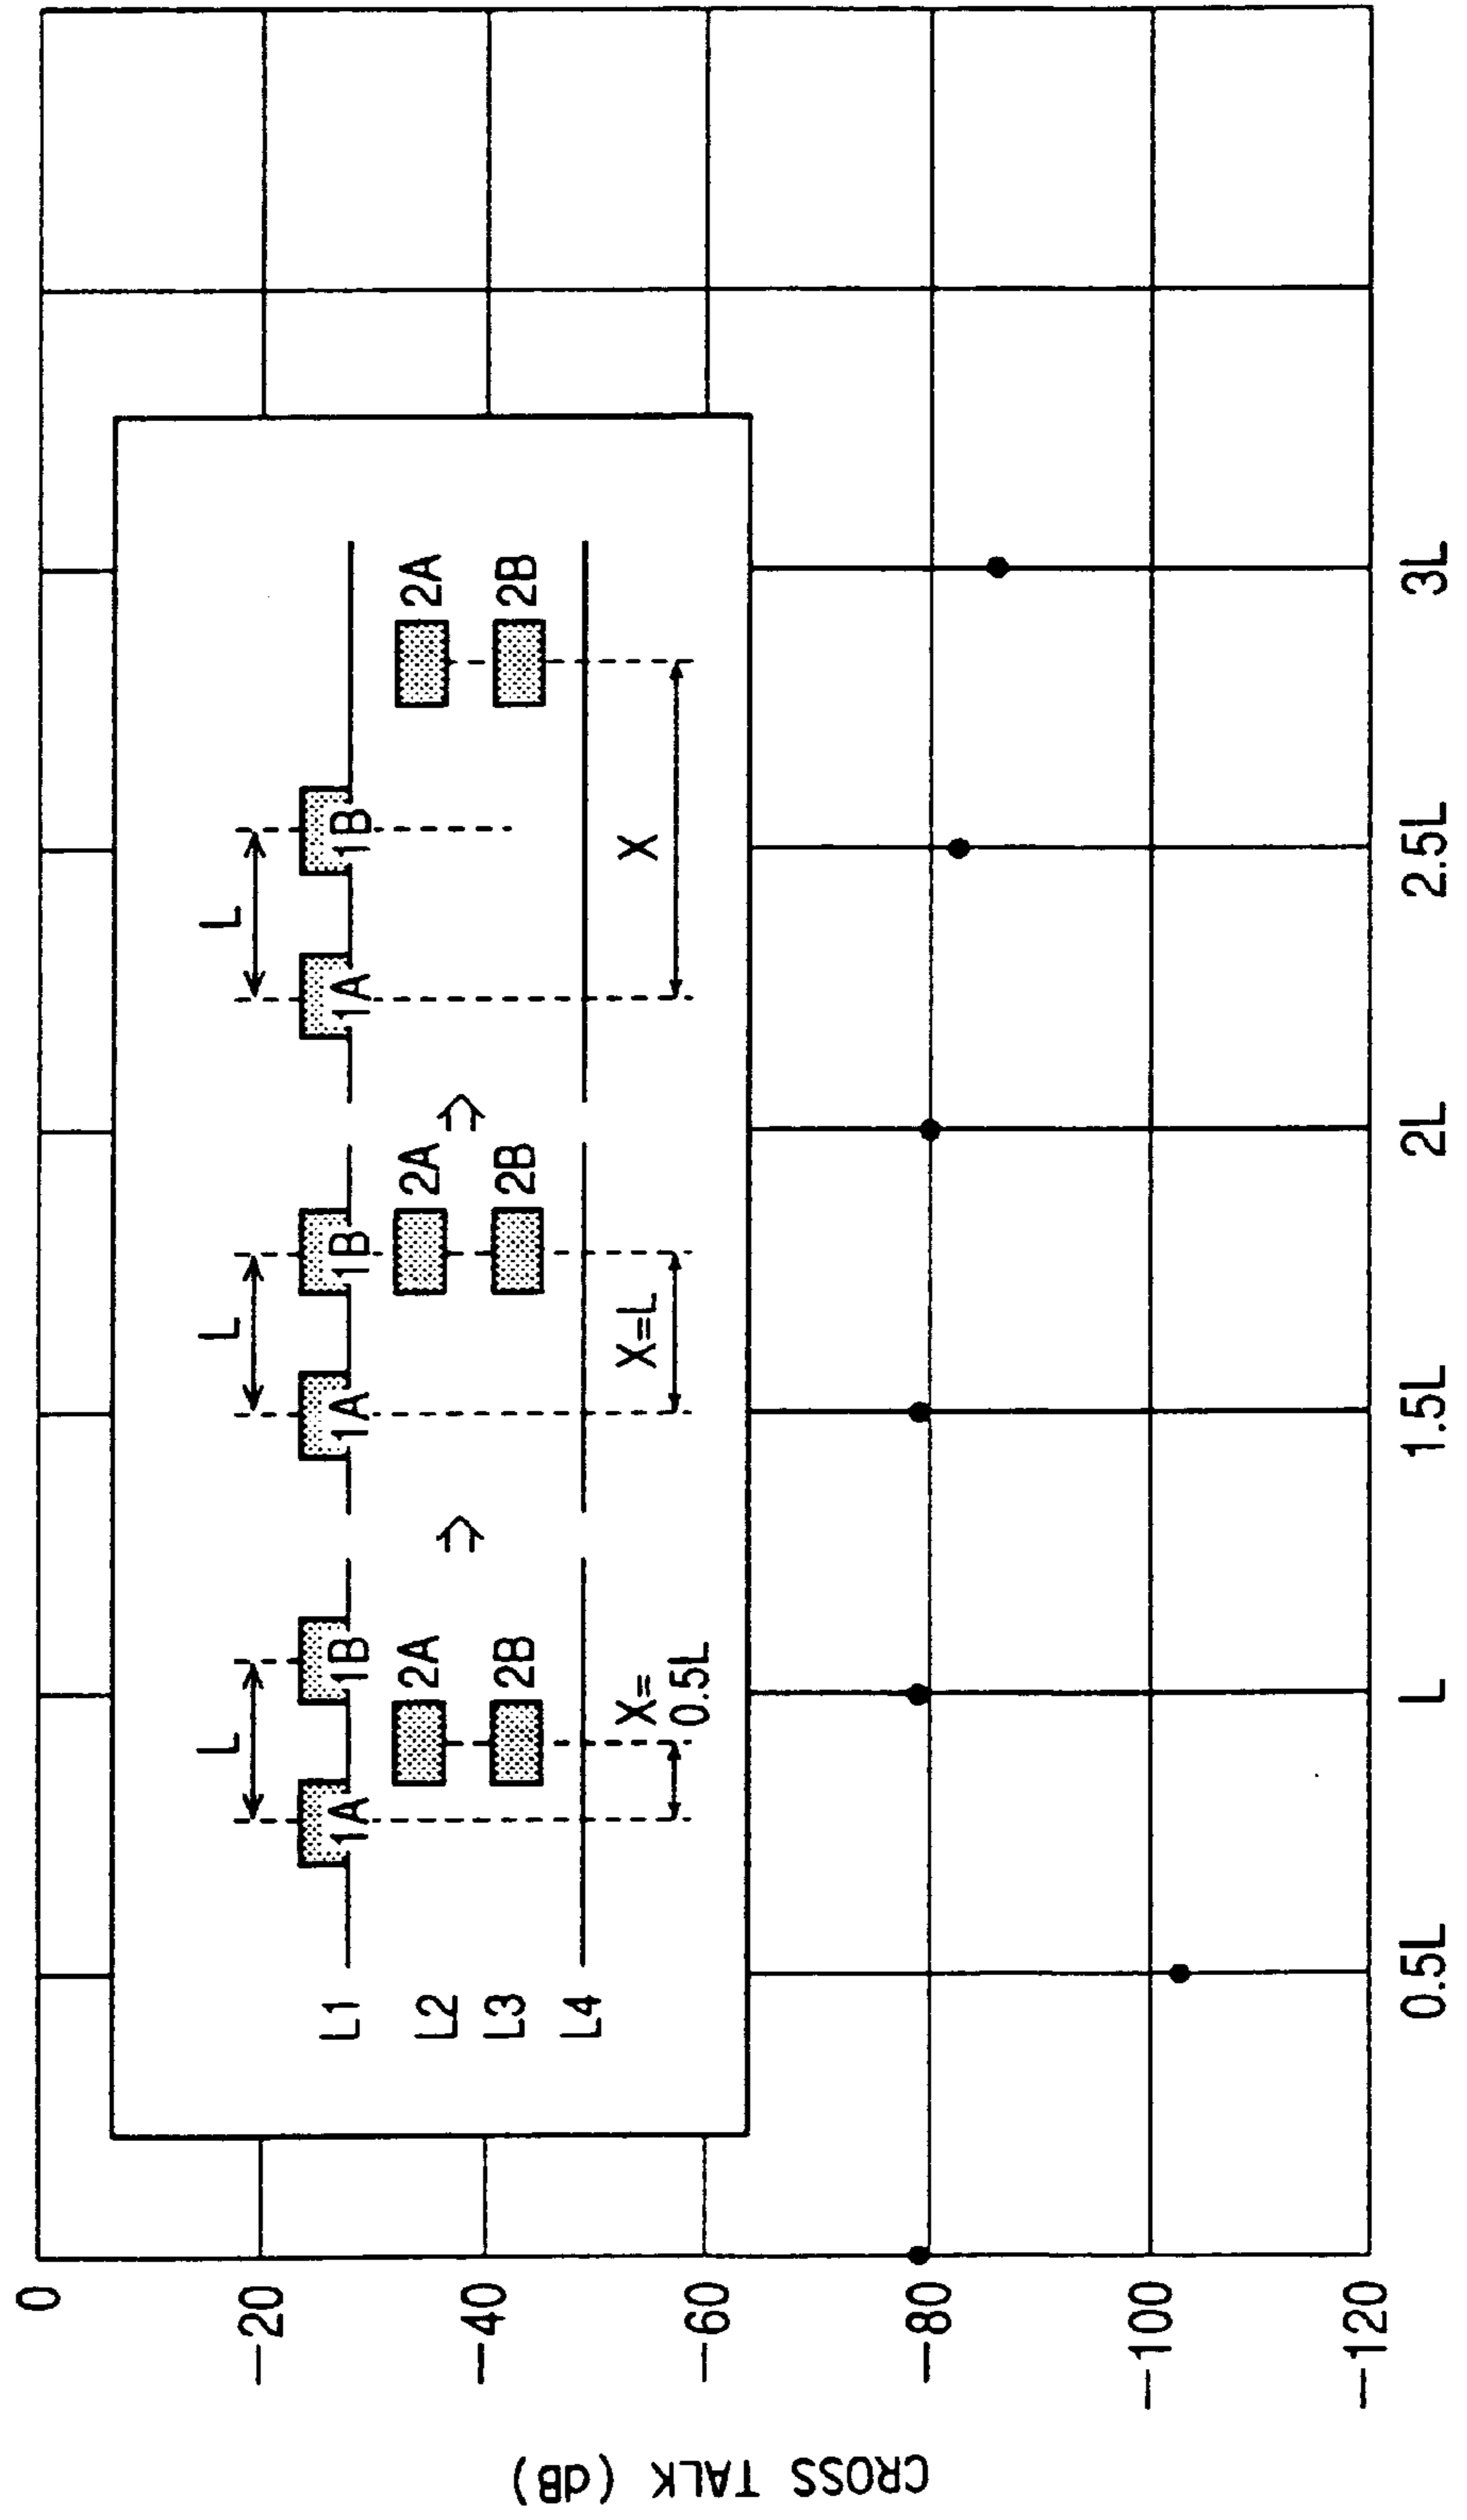 0
−20
−40
−60
−80
−100
−120
CROSS TALK (dB)
L L L
L1 1A 1B 1A 1B 1A 1B
L2 2A 2A 2A
L3 2B 2B 2B
L4
X=
0.5L
X=L
X
0.5L L 1.5L 2L 2.5L 3L